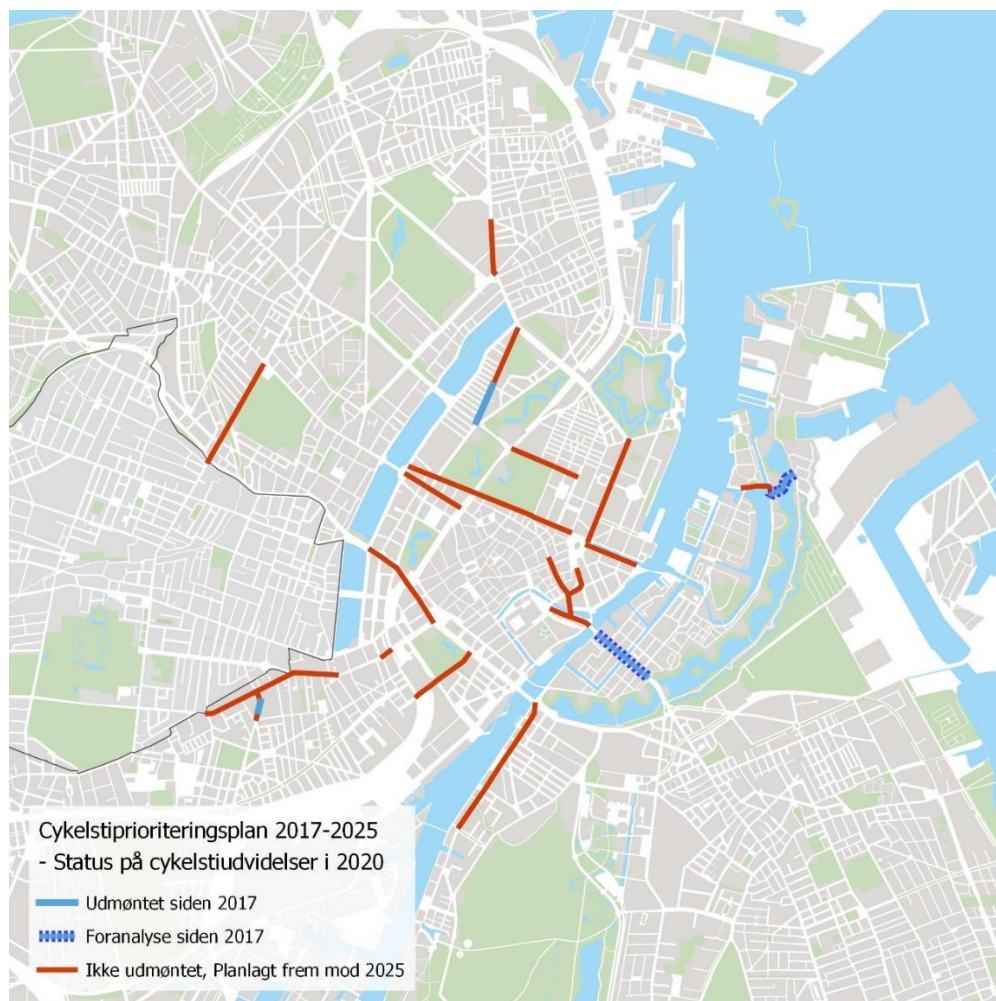 Cykelstiprioriteringsplan 2017-2025
- Status på cykelstiudvidelser i 2020
Udmøntet siden 2017
Foranalyse siden 2017
Ikke udmøntet, Planlagt frem mod 2025